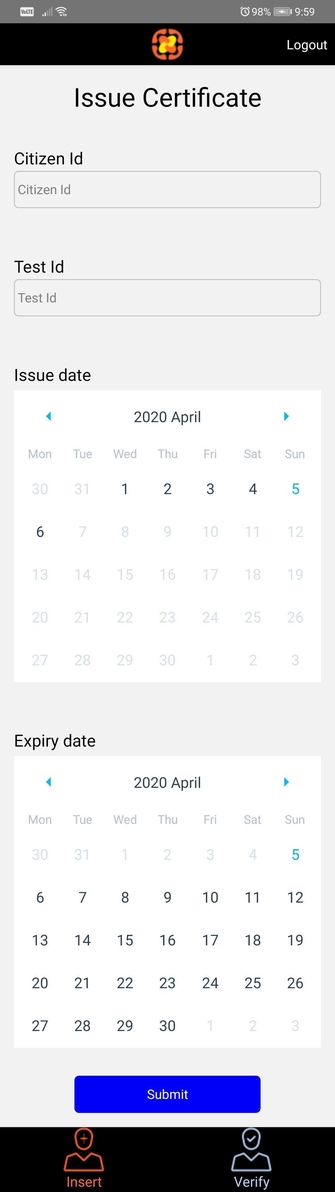 VoLTE 98% 9:59
Logout
Issue Certificate
Citizen Id
Citizen Id
Test Id
Test Id
Issue date
2020 April
Mon Tue Wed Thu Fri Sat Sun
30 31 1 2 3 4 5
6 7 8 9 10 11 12
13 14 15 16 17 18 19
20 21 22 23 24 25 26
27 28 29 30 1 2 3
Expiry date
2020 April
Mon Tue Wed Thu Fri Sat Sun
30 31 1 2 3 4 5
6 7 8 9 10 11 12
13 14 15 16 17 18 19
20 21 22 23 24 25 26
27 28 29 30 1 2 3
Submit
Insert Verify